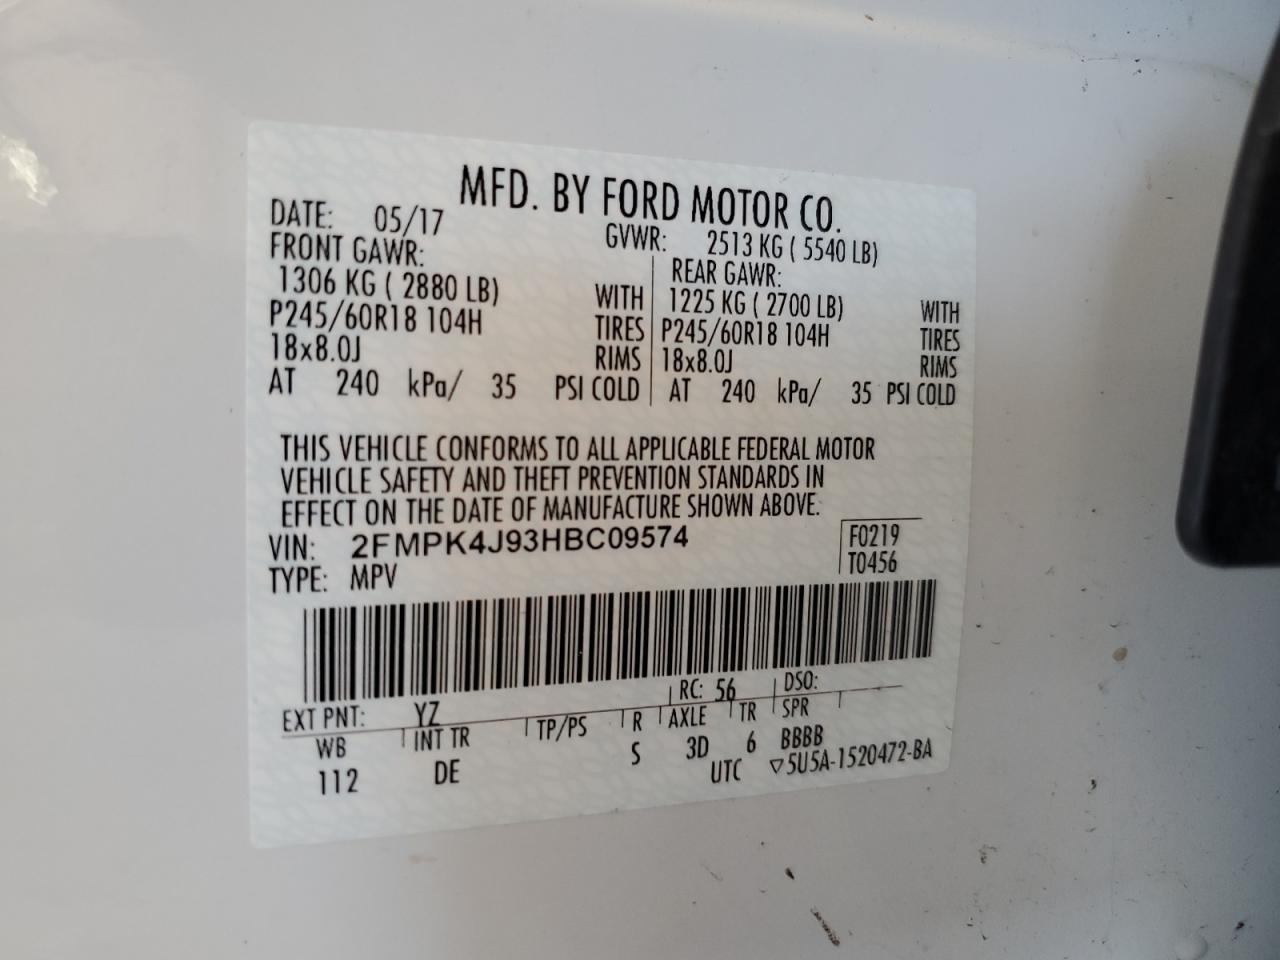 MFD. BY FORD MOTOR CO.
DATE: 05/17 GVWR: 2513 KG ( 5540 LB)
FRONT GAWR: REAR GAWR:
1306 KG ( 2880 LB) WITH 1225 KG ( 2700 LB) WITH
P245/60R18 104H TIRES P245/60R18 104H TIRES
18x8.0J RIMS 18x8.0J RIMS
AT 240 kPa/ 35 PSI COLD AT 240 kPa/ 35 PSI COLD
THIS VEHICLE CONFORMS TO ALL APPLICABLE FEDERAL MOTOR
VEHICLE SAFETY AND THEFT PREVENTION STANDARDS IN
EFFECT ON THE DATE OF MANUFACTURE SHOWN ABOVE.
VIN: 2FMPK4J93HBC09574 F0219
TYPE: MPV T0456
EXT PNT: YZ RC: 56 DSO:
WB INT TR TP/PS R AXLE TR SPR
112 DE S 3D 6 BBBB
UTC ▽5U5A-1520472-BA